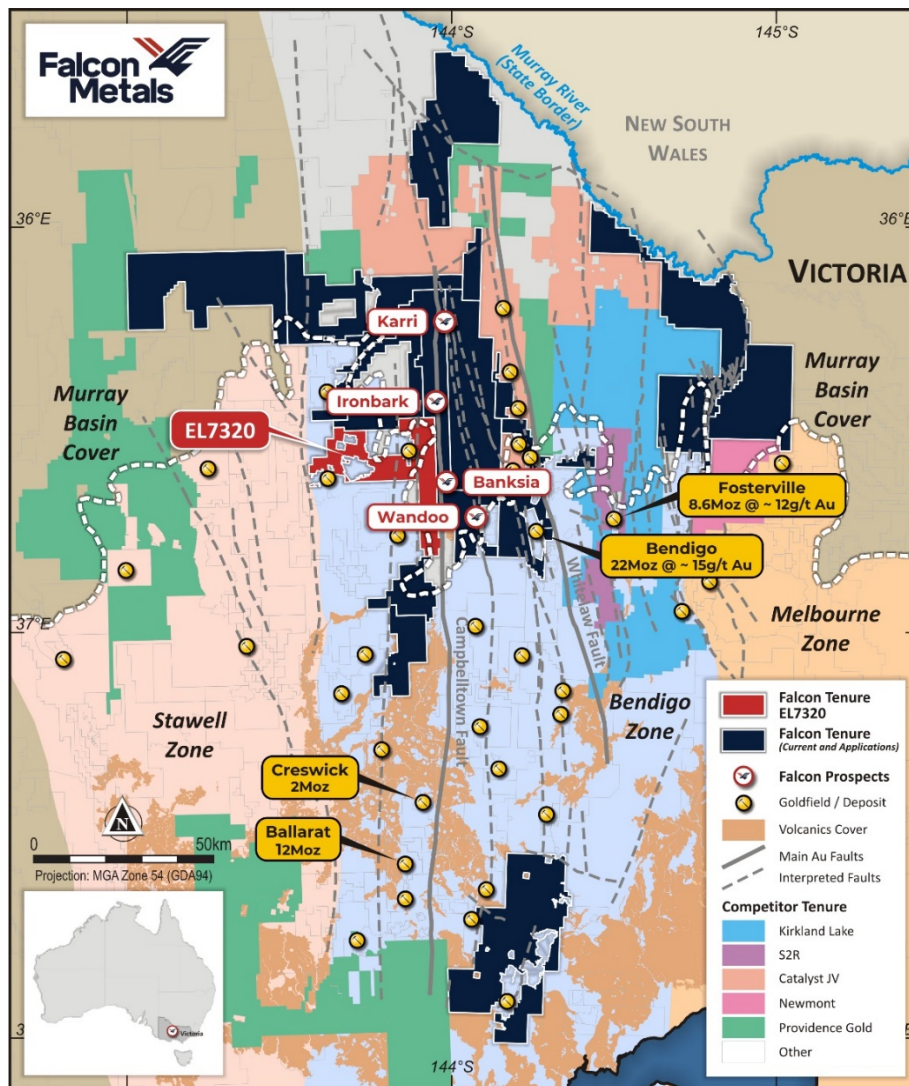 Falcon
Metals
144°S
145°S
Murray River
(State Border)
NEW SOUTH
WALES
36°E
36°E
VICTORIA
Karri
Murray
Basin
Cover
Ironbark
Murray
Basin
Cover
EL7320
Banksia
Fosterville
8.6Moz @ ~ 12g/t Au
Wandoo
Bendigo
22Moz @ ~ 15g/t Au
Whitelaw Fault
37°E
Melbourne
Zone
Campbelltown Fault
Stawell
Zone
Bendigo
Zone
Creswick
2Moz
Ballarat
12Moz
N
0
50km
Projection: MGA Zone 54 (GDA94)
Victoria
144°S
Falcon Tenure
EL7320
Falcon Tenure
(Current and Applications)
Falcon Prospects
Goldfield / Deposit
Volcanics Cover
Main Au Faults
Interpreted Faults
Competitor Tenure
Kirkland Lake
S2R
Catalyst JV
Newmont
Providence Gold
Other